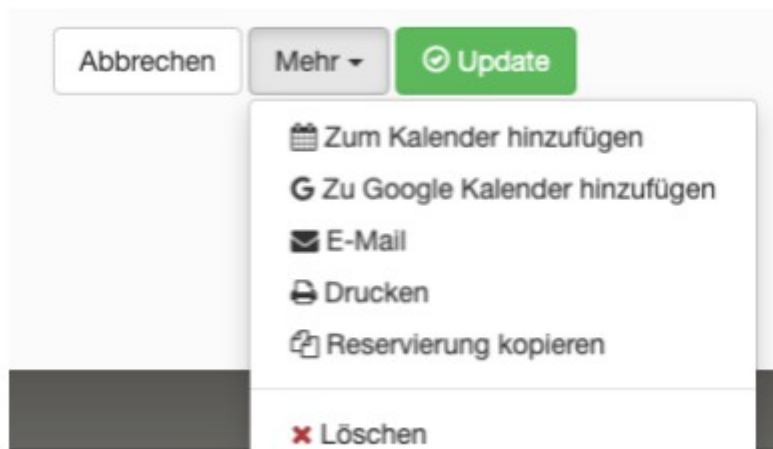 Abbrechen Mehr Update
Zum Kalender hinzufügen
G Zu Google Kalender hinzufügen
E-Mail
Drucken
Reservierung kopieren
Löschen